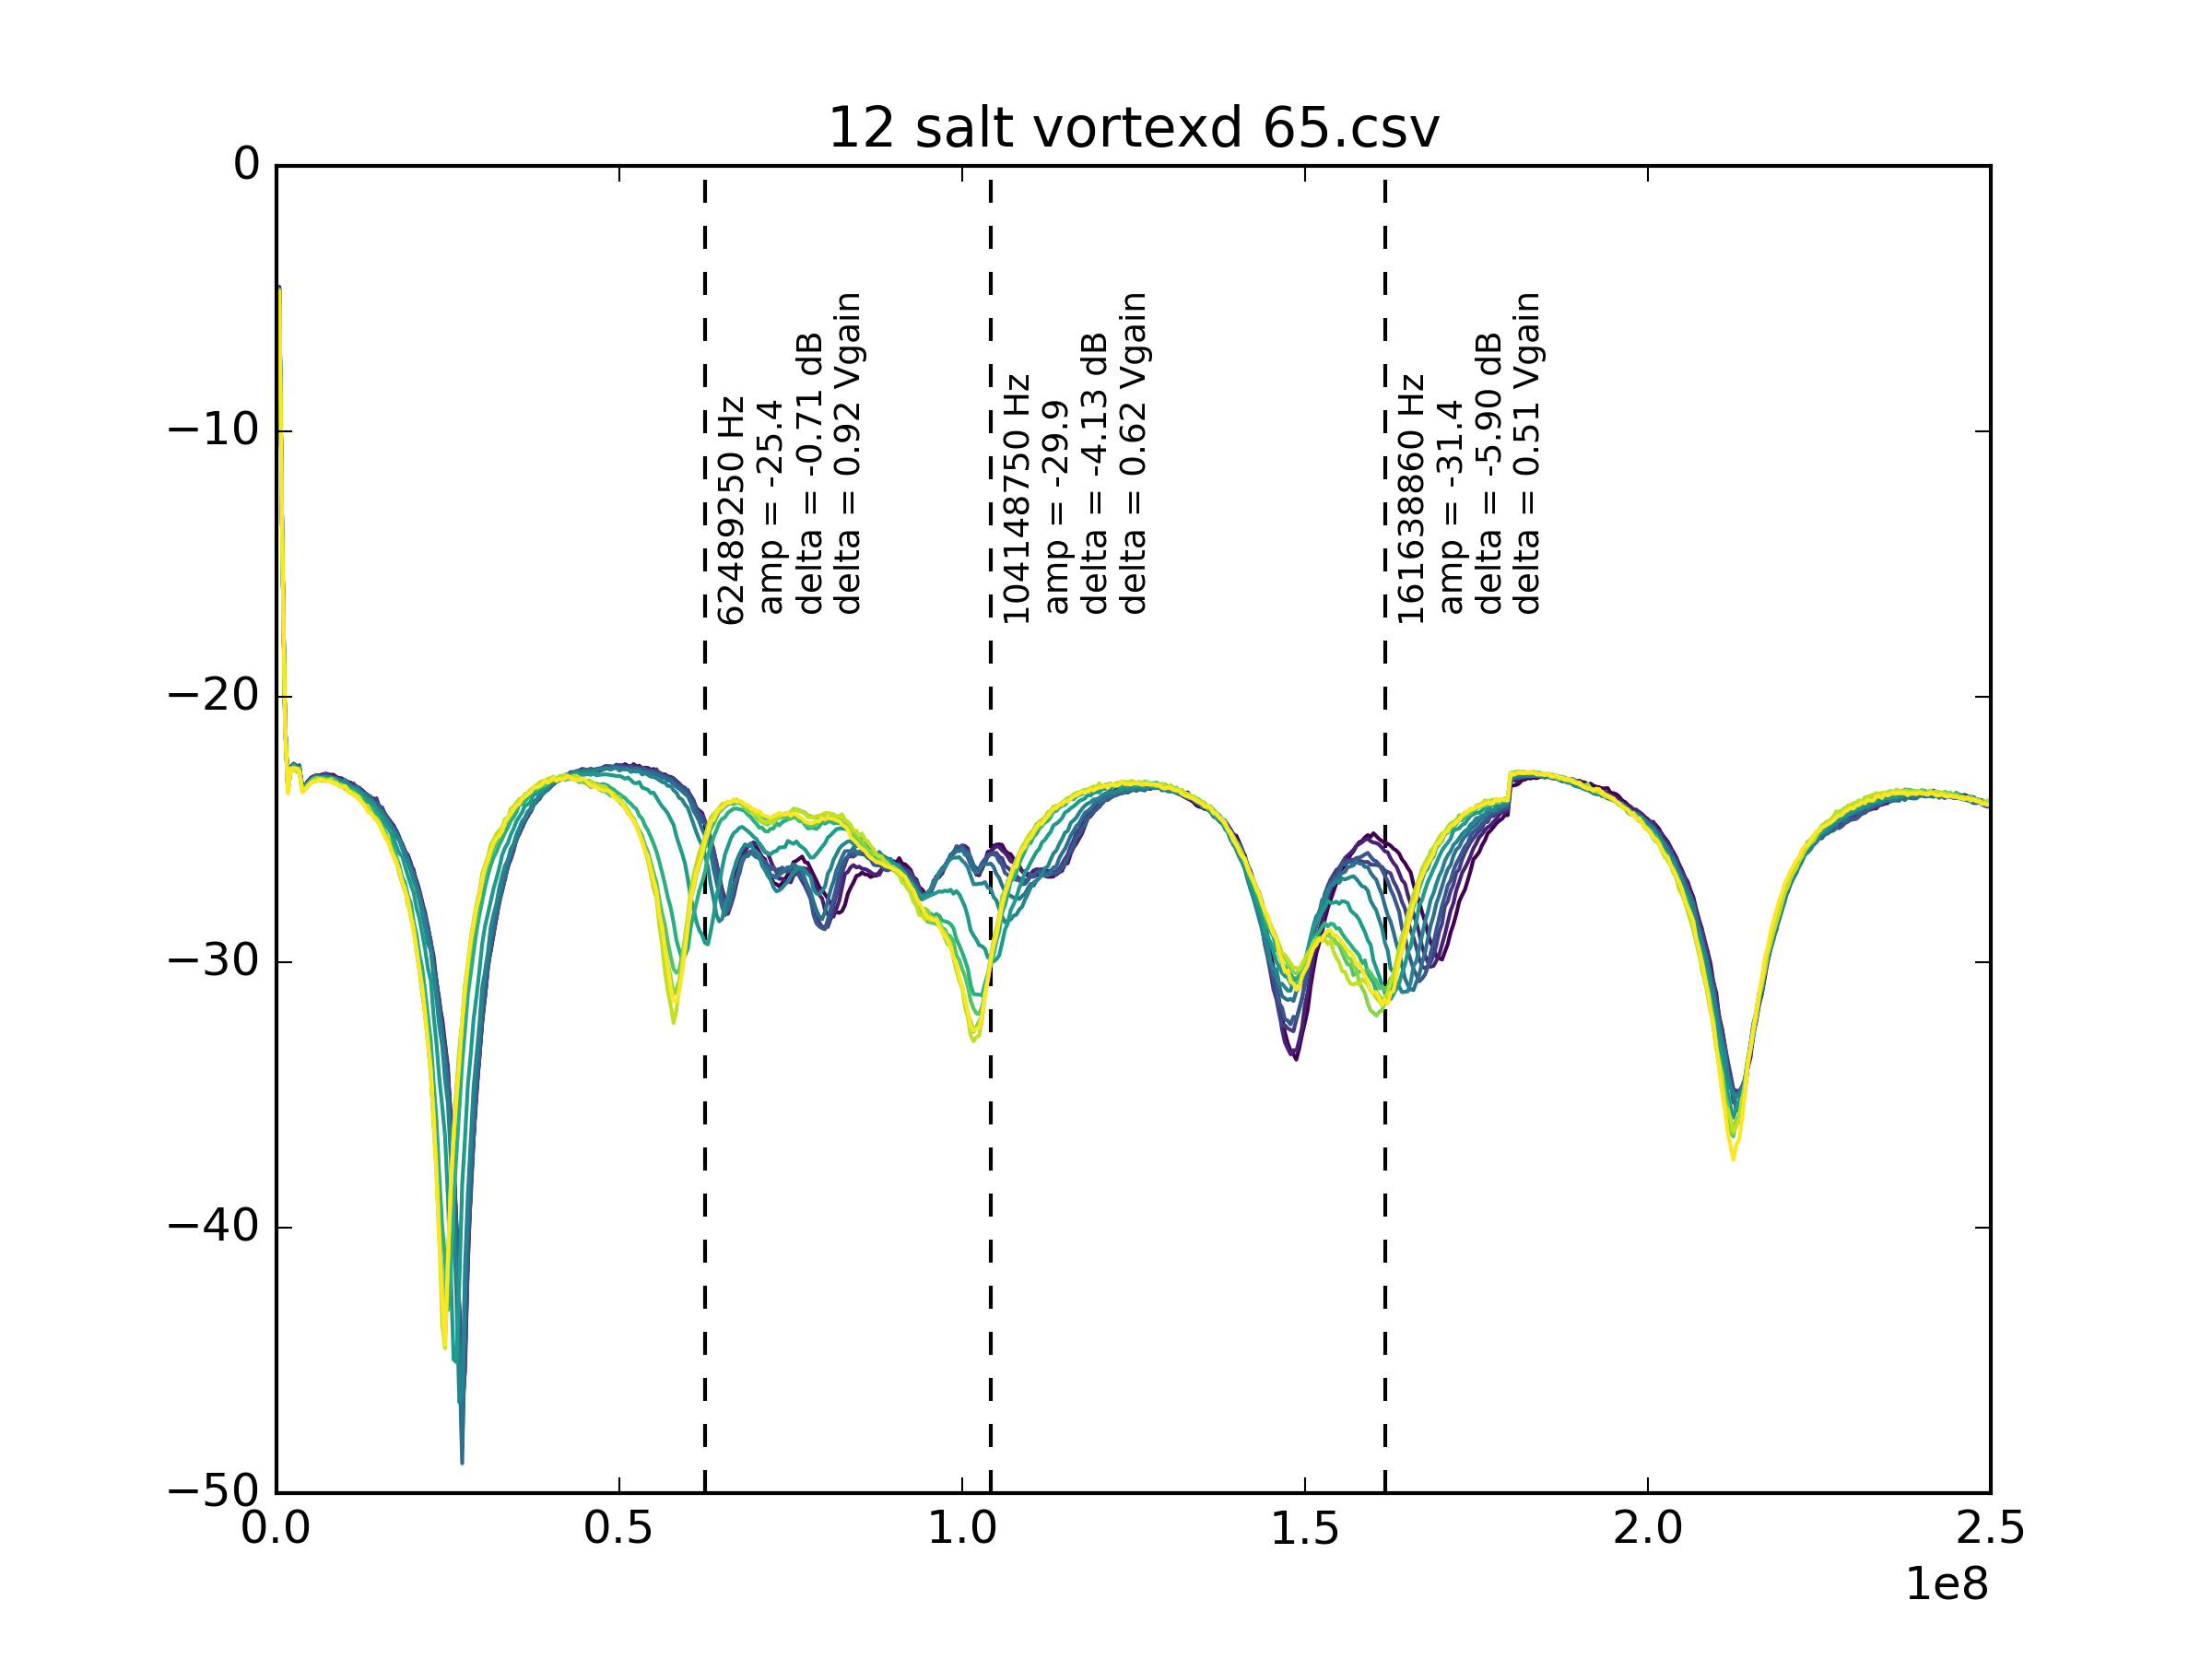 12 salt vortexd 65.csv
0
−10
−20
−30
−40
−50
62489250 Hz
amp = -25.4
delta = -0.71 dB
delta = 0.92 Vgain
104148750 Hz
amp = -29.9
delta = -4.13 dB
delta = 0.62 Vgain
161638860 Hz
amp = -31.4
delta = -5.90 dB
delta = 0.51 Vgain
0.0 0.5 1.0 1.5 2.0 2.5
1e8